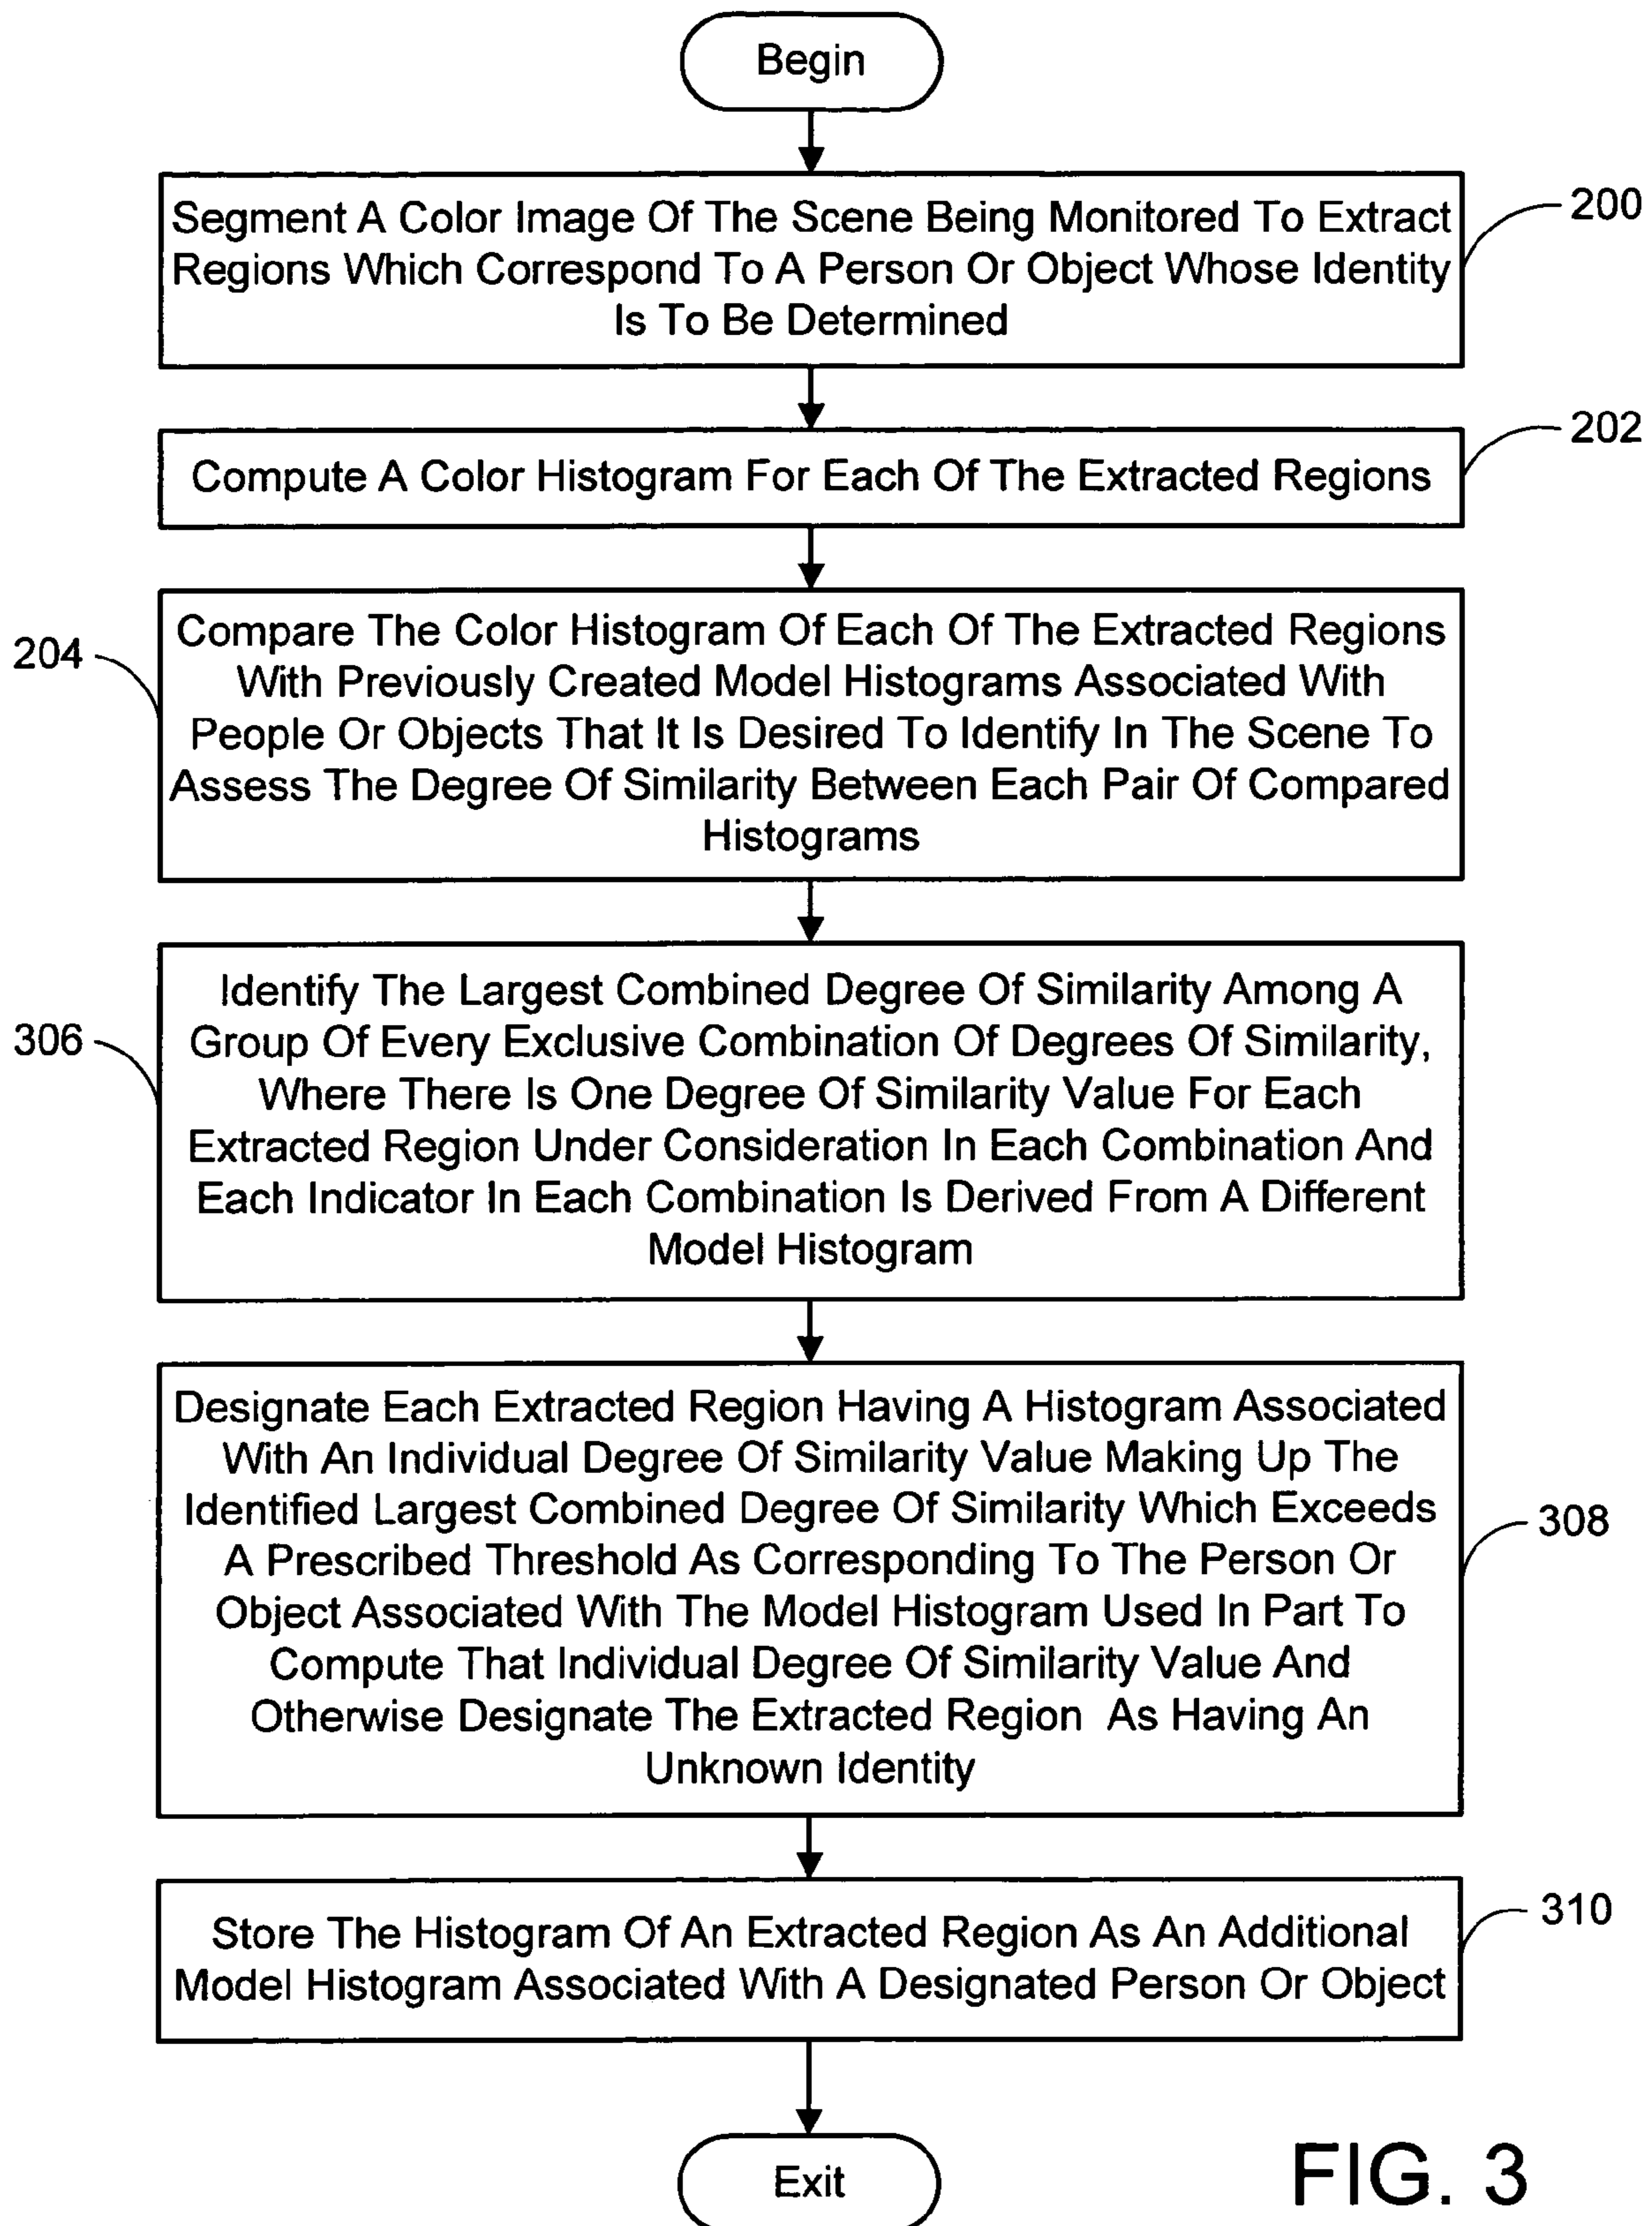 Begin
Segment A Color Image Of The Scene Being Monitored To Extract
Regions Which Correspond To A Person Or Object Whose Identity
Is To Be Determined
200
Compute A Color Histogram For Each Of The Extracted Regions
202
Compare The Color Histogram Of Each Of The Extracted Regions
With Previously Created Model Histograms Associated With
People Or Objects That It Is Desired To Identify In The Scene To
Assess The Degree Of Similarity Between Each Pair Of Compared
Histograms
204
Identify The Largest Combined Degree Of Similarity Among A
Group Of Every Exclusive Combination Of Degrees Of Similarity,
Where There Is One Degree Of Similarity Value For Each
Extracted Region Under Consideration In Each Combination And
Each Indicator In Each Combination Is Derived From A Different
Model Histogram
306
Designate Each Extracted Region Having A Histogram Associated
With An Individual Degree Of Similarity Value Making Up The
Identified Largest Combined Degree Of Similarity Which Exceeds
A Prescribed Threshold As Corresponding To The Person Or
Object Associated With The Model Histogram Used In Part To
Compute That Individual Degree Of Similarity Value And
Otherwise Designate The Extracted Region As Having An
Unknown Identity
308
Store The Histogram Of An Extracted Region As An Additional
Model Histogram Associated With A Designated Person Or Object
310
Exit
FIG. 3